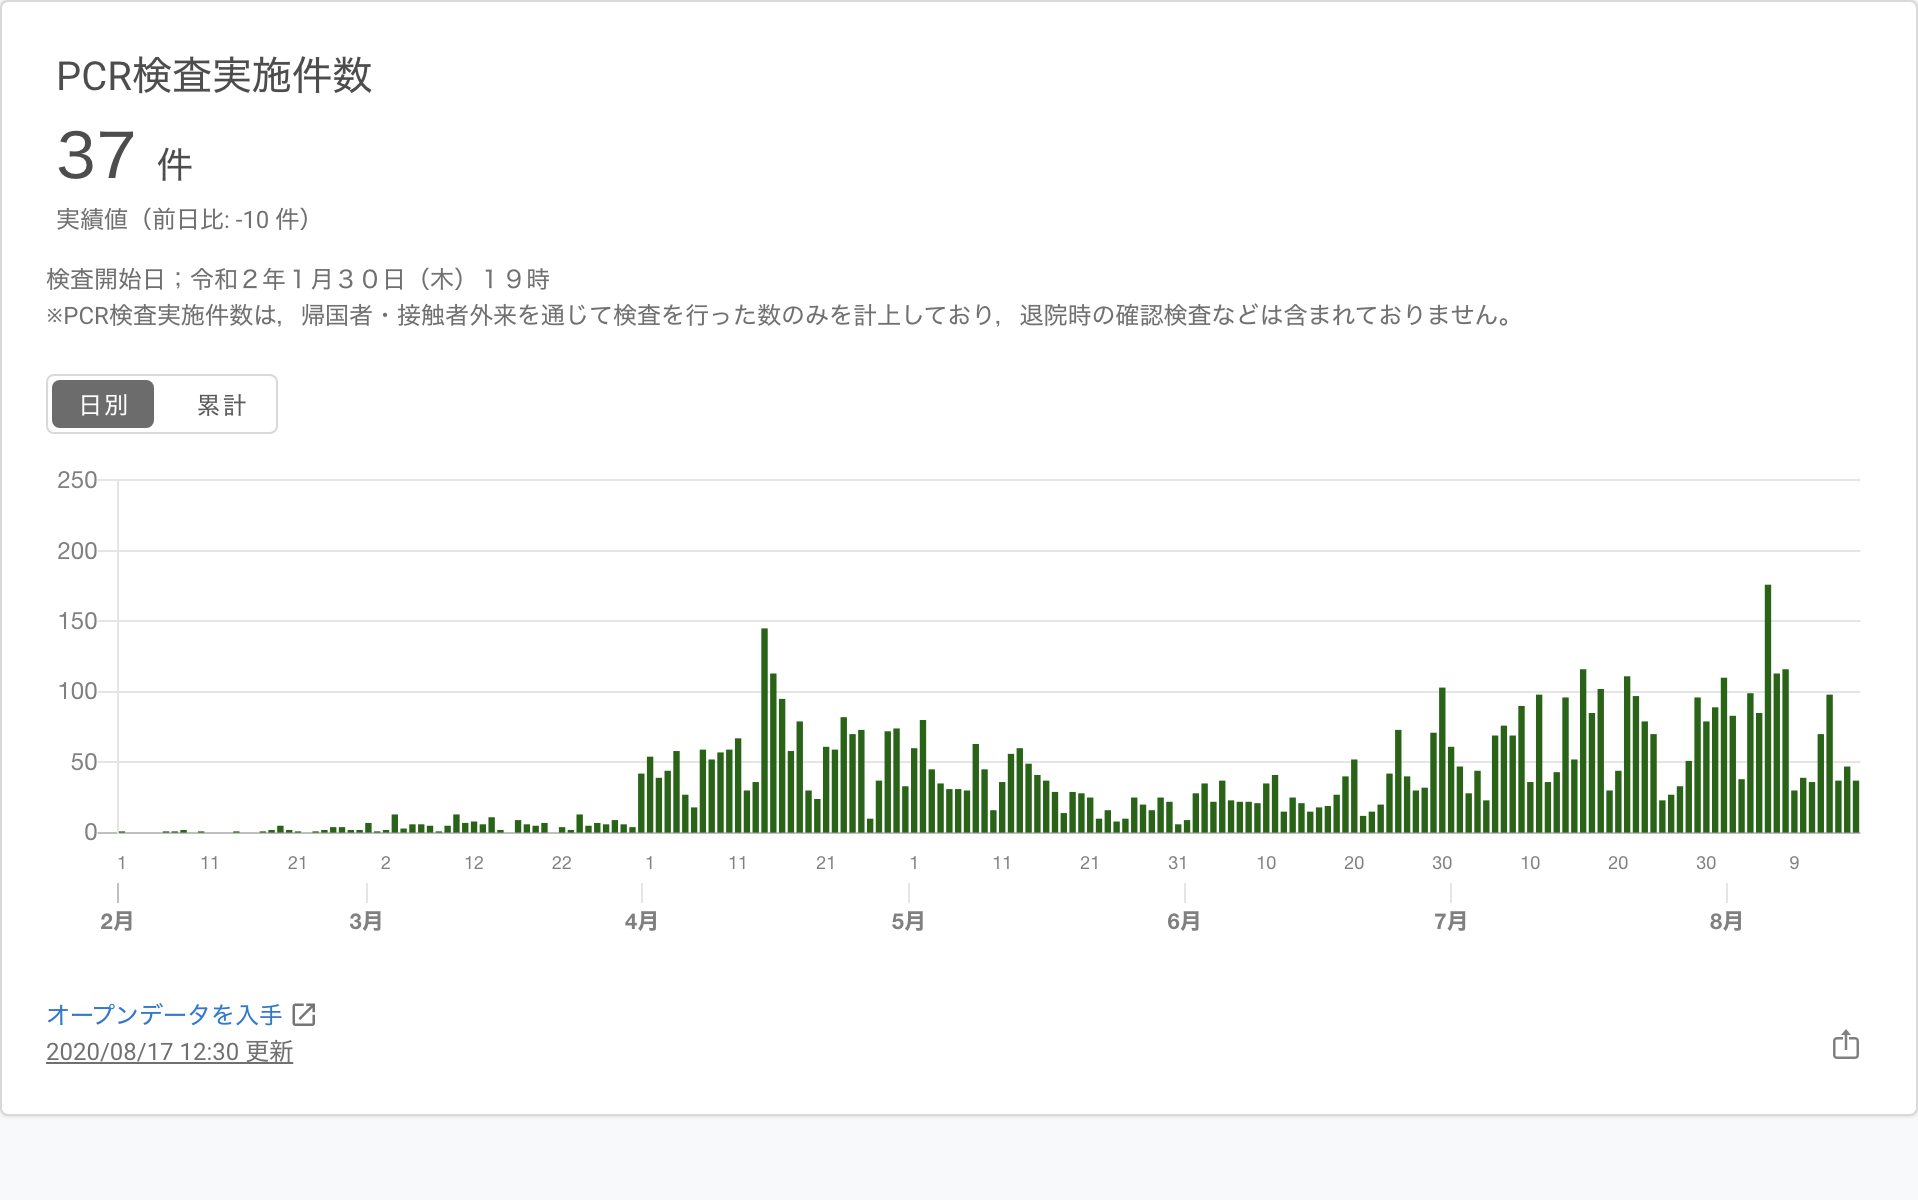 PCR検査実施件数
37 件
実績値（前日比: -10 件）
検査開始日；令和２年１月３０日（木）１９時
※PCR検査実施件数は，帰国者・接触者外来を通じて検査を行った数のみを計上しており，退院時の確認検査などは含まれておりません。
日別 累計
250
200
150
100
50
0
1 11 21 2 12 22 1 11 21 1 11 21 31 10 20 30 10 20 30 9
2月 3月 4月 5月 6月 7月 8月
オープンデータを入手
2020/08/17 12:30 更新